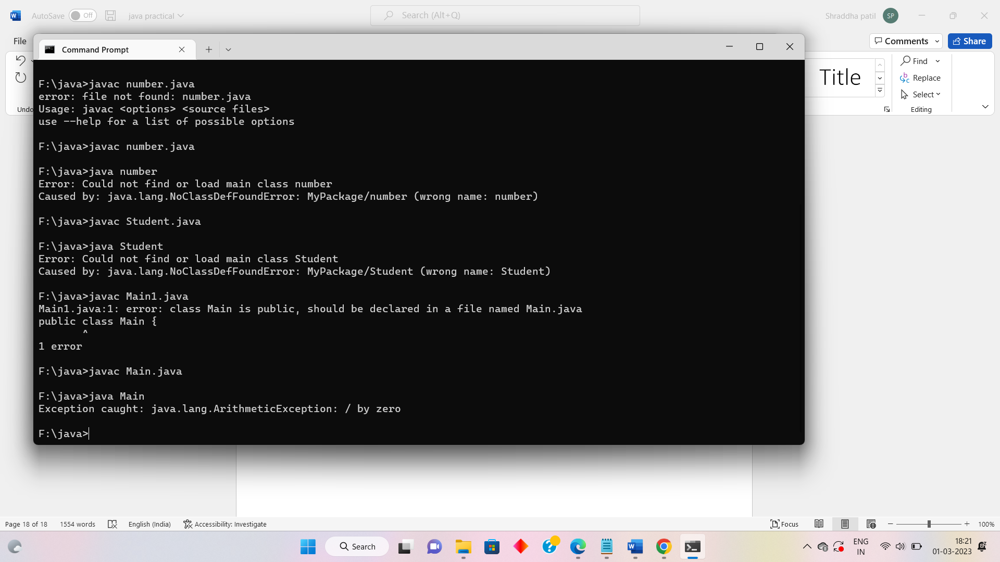 AutoSave Off java practical Search (Alt+Q) Shraddha patil SP
File Comments Share
Command Prompt
Undo
Title
Find
Replace
Select
Editing
F:\java>javac number.java
error: file not found: number.java
Usage: javac <options> <source files>
use --help for a list of possible options
F:\java>javac number.java
F:\java>java number
Error: Could not find or load main class number
Caused by: java.lang.NoClassDefFoundError: MyPackage/number (wrong name: number)
F:\java>javac Student.java
F:\java>java Student
Error: Could not find or load main class Student
Caused by: java.lang.NoClassDefFoundError: MyPackage/Student (wrong name: Student)
F:\java>javac Main1.java
Main1.java:1: error: class Main is public, should be declared in a file named Main.java
public class Main {
^
1 error
F:\java>javac Main.java
F:\java>java Main
Exception caught: java.lang.ArithmeticException: / by zero
F:\java>
Page 18 of 18 1554 words English (India) Accessibility: Investigate Focus 100%
Search ENG 18:21
IN 01-03-2023